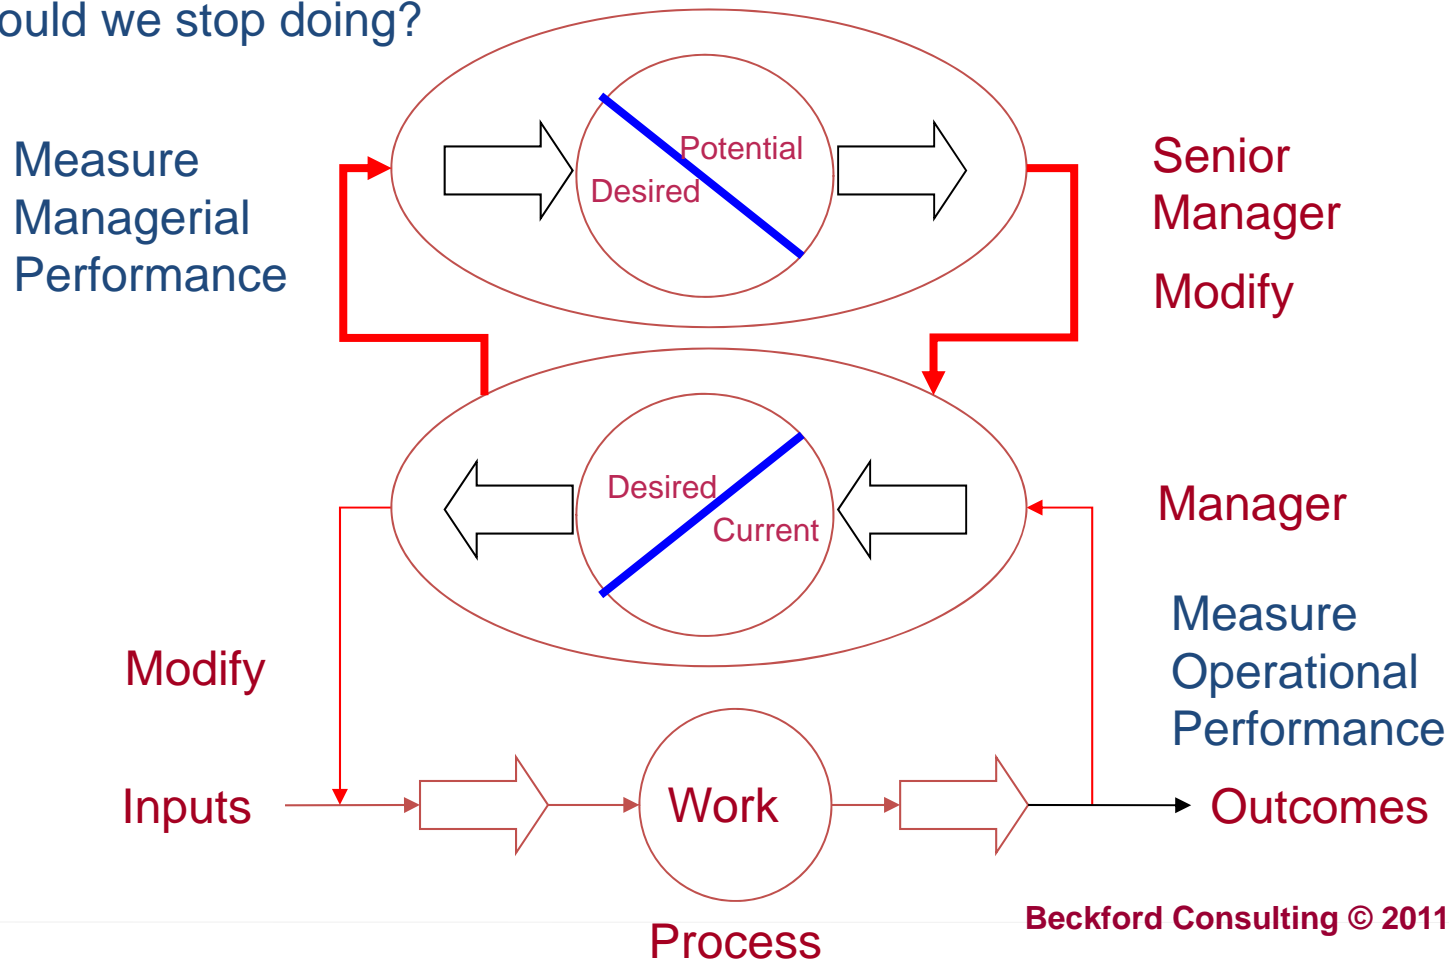 ould we stop doing?
Potential
Desired
Measure
Managerial
Performance
Senior
Manager
Modify
Desired
Current
Manager
Measure
Operational
Performance
Modify
Inputs
Work
Outcomes
Process
Beckford Consulting © 2011